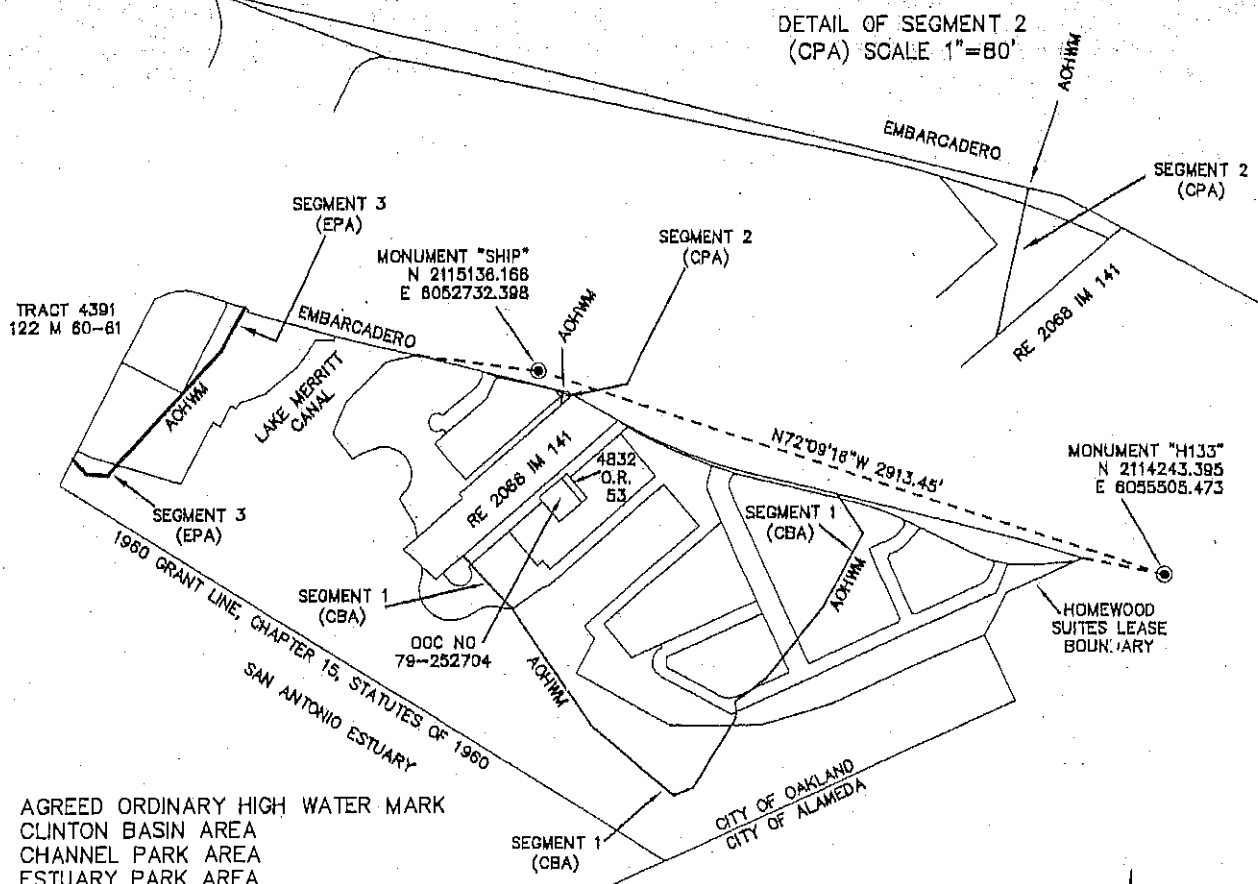 DETAIL OF SEGMENT 2
(CPA) SCALE 1"=80'
AOHWM
EMBARCADERO
SEGMENT 2
(CPA)
RE 2068 IM 141
SEGMENT 3
(EPA)
MONUMENT "SHIP"
N 2115136.166
E 6052732.398
SEGMENT 2
(CPA)
TRACT 4391
122 M 60-61
EMBARCADERO
AOHWM
AOHWM
LAKE MERRITT
CANAL
N72°09'18"W 2913.45'
MONUMENT "H133"
N 2114243.395
E 6055505.473
RE 2068 IM 141
4832
O.R.
53
SEGMENT 1
(CBA)
AOHWM
SEGMENT 3
(EPA)
1960 GRANT LINE, CHAPTER 15, STATUTES OF 1960
SEGMENT 1
(CBA)
DOC NO
79-252704
HOMEWOOD
SUITES LEASE
BOUN:IARY
AOHWM
SAN ANTONIO ESTUARY
CITY OF OAKLAND
CITY OF ALAMEDA
SEGMENT 1
(CBA)
AGREED ORDINARY HIGH WATER MARK
CLINTON BASIN AREA
CHANNEL PARK AREA
ESTUARY PARK AREA